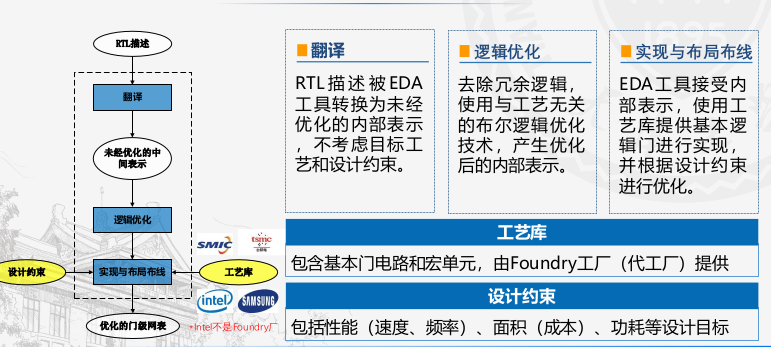 RTL描述
翻译
未经优化的中
间表示
逻辑优化
设计约束
实现与布局布线
工艺库
优化的门级网表
SMIC
tsmc
intel
SAMSUNG
*Intel不是Foundry厂
翻译
RTL描述被EDA
工具转换为未经
优化的内部表示
，不考虑目标工
艺和设计约束。
逻辑优化
去除冗余逻辑，
使用与工艺无关
的布尔逻辑优化
技术，产生优化
后的内部表示。
实现与布局布线
EDA工具接受内
部表示，使用工
艺库提供基本逻
辑门进行实现，
并根据设计约束
进行优化。
工艺库
包含基本门电路和宏单元，由Foundry工厂（代工厂）提供
设计约束
包括性能（速度、频率）、面积（成本）、功耗等设计目标
1895